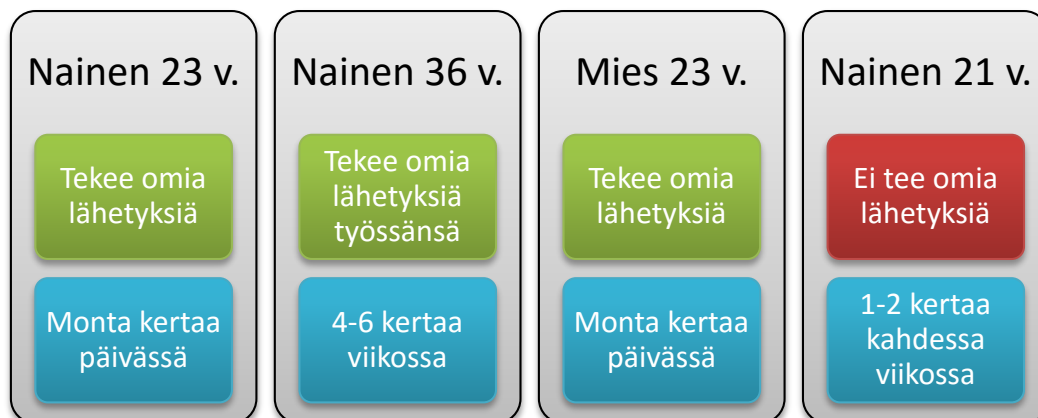 Nainen 23 v.
Tekee omia
lähetyksiä
Monta kertaa
päivässä
Nainen 36 v.
Tekee omia
lähetyksiä
työssänsä
4-6 kertaa
viikossa
Mies 23 v.
Tekee omia
lähetyksiä
Monta kertaa
päivässä
Nainen 21 v.
Ei tee omia
lähetyksiä
1-2 kertaa
kahdessa
viikossa